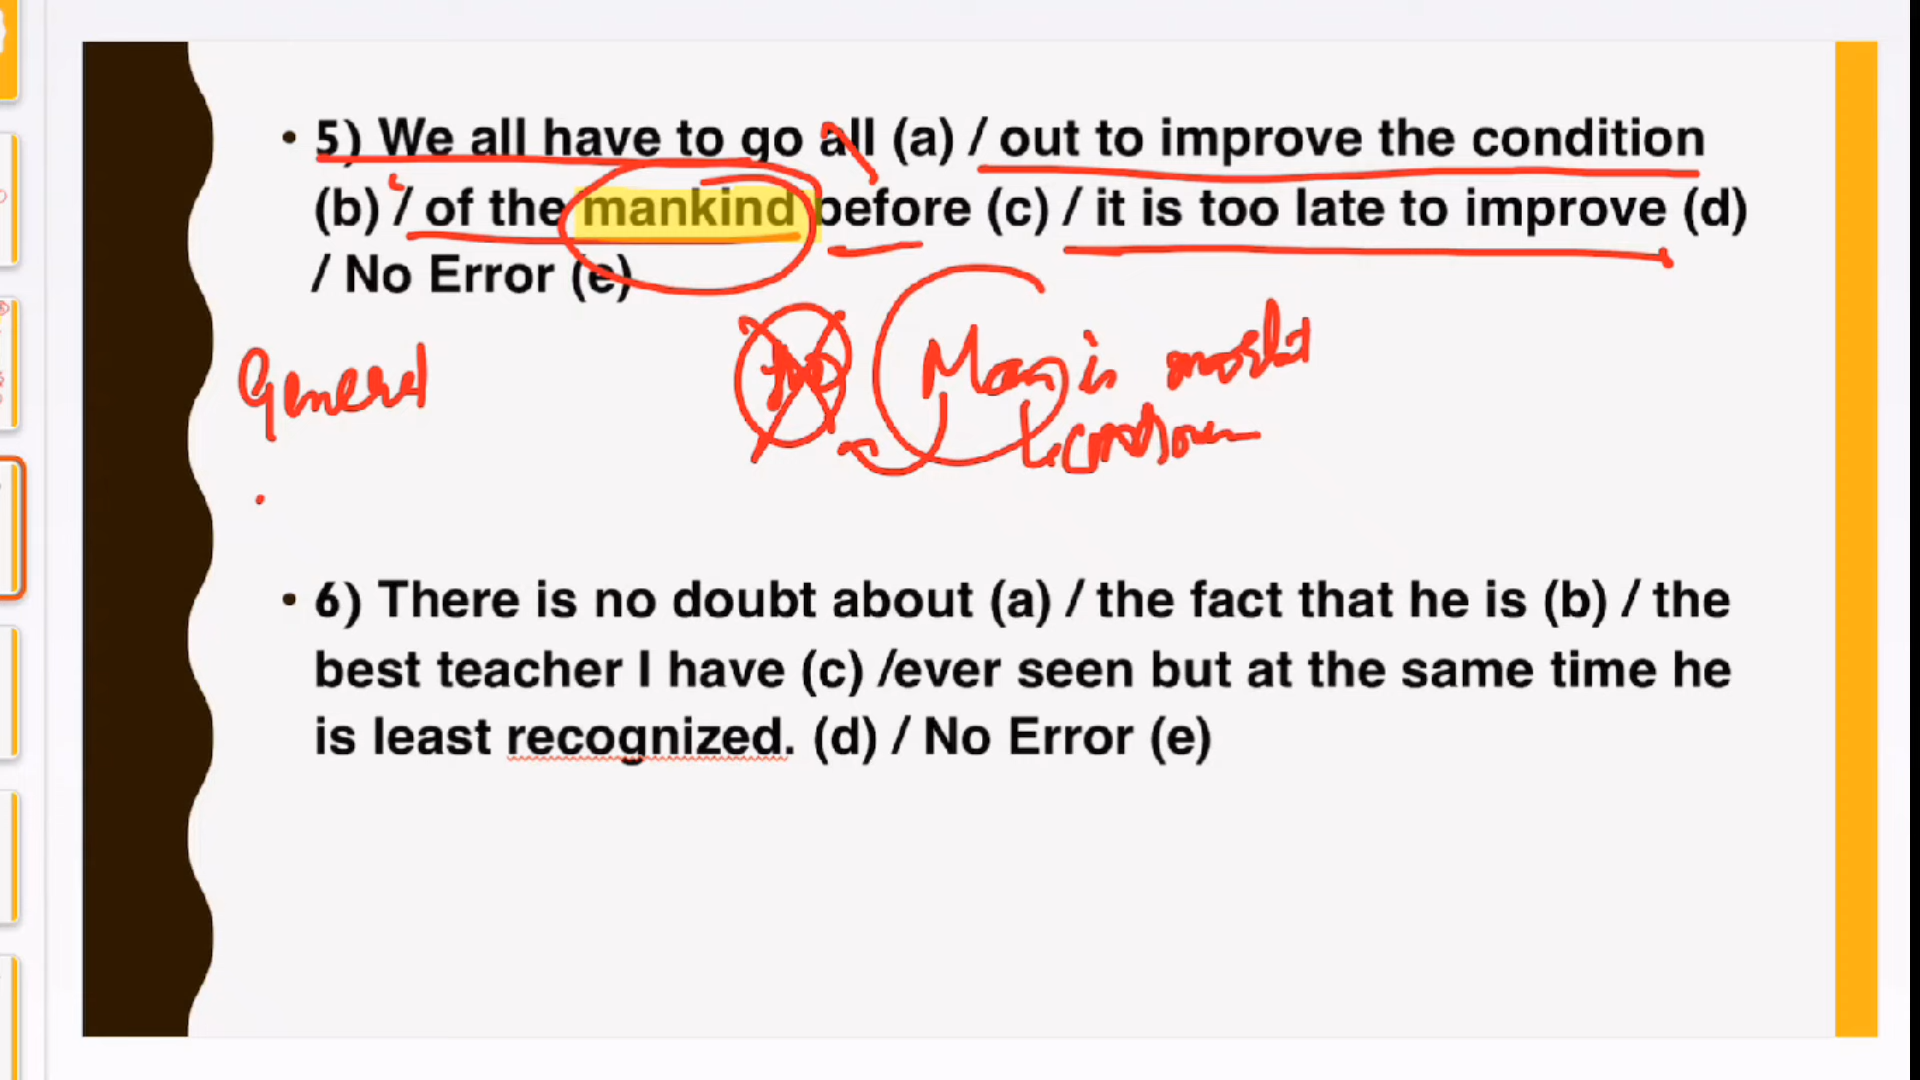 • 5) We all have to go all (a) / out to improve the condition
(b) / of the mankind before (c) / it is too late to improve (d)
/ No Error (e)
General
Man is
• 6) There is no doubt about (a) / the fact that he is (b) / the
best teacher I have (c) /ever seen but at the same time he
is least recognized. (d) / No Error (e)